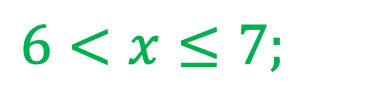 6 < x ≤ 7;